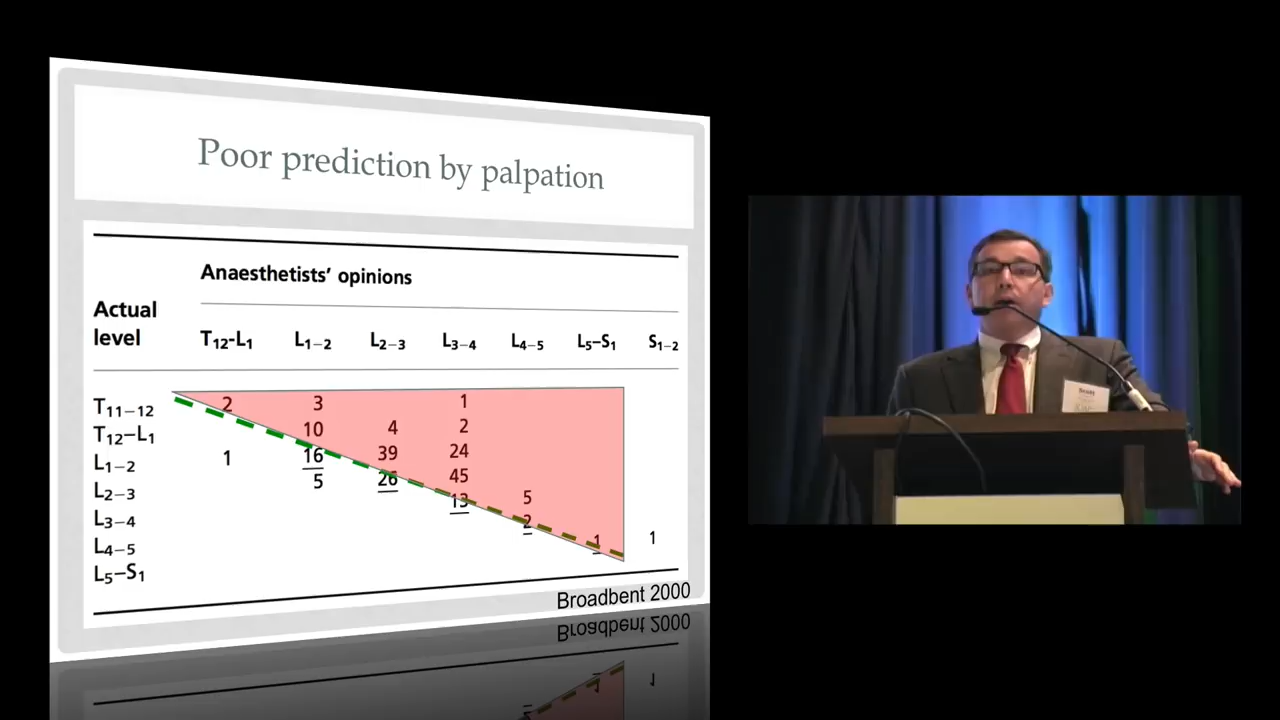 Poor prediction by palpation
Anaesthetists' opinions
Actual
level
T12-L1 L1–2 L2–3 L3–4 L4–5 L5–S1 S1–2
T11–12 2 3 1
T12–L1 10 4 2
L1–2 1 16 39 24
L2–3 5 26 45
L3–4 13 5
L4–5 2
L5–S1 1 1
Broadbent 2000